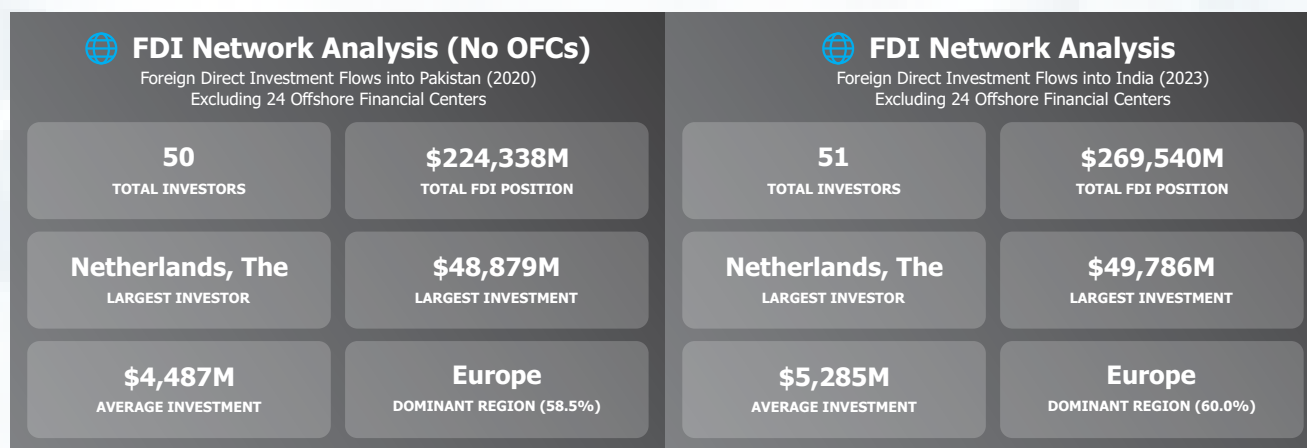 FDI Network Analysis (No OFCs)
Foreign Direct Investment Flows into Pakistan (2020)
Excluding 24 Offshore Financial Centers
50
TOTAL INVESTORS
$224,338M
TOTAL FDI POSITION
Netherlands, The
LARGEST INVESTOR
$48,879M
LARGEST INVESTMENT
$4,487M
AVERAGE INVESTMENT
Europe
DOMINANT REGION (58.5%)
FDI Network Analysis
Foreign Direct Investment Flows into India (2023)
Excluding 24 Offshore Financial Centers
51
TOTAL INVESTORS
$269,540M
TOTAL FDI POSITION
Netherlands, The
LARGEST INVESTOR
$49,786M
LARGEST INVESTMENT
$5,285M
AVERAGE INVESTMENT
Europe
DOMINANT REGION (60.0%)